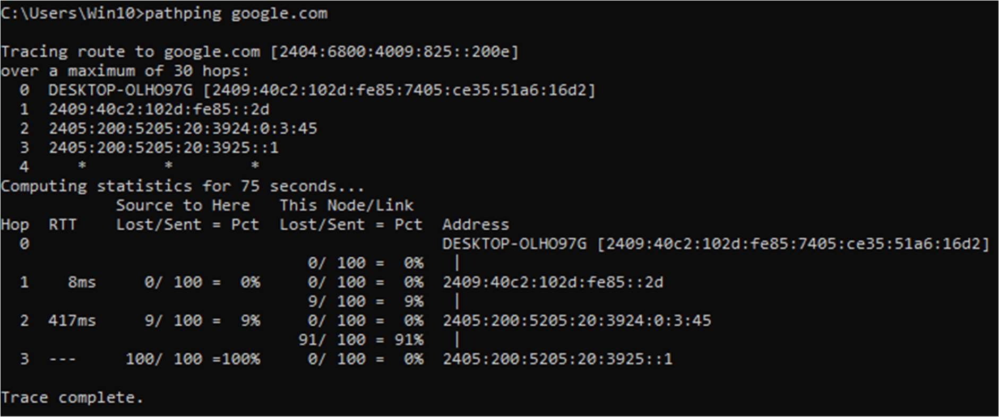 C:\Users\Win10>pathping google.com
Tracing route to google.com [2404:6800:4009:825::200e]
over a maximum of 30 hops:
  0  DESKTOP-OLHO97G [2409:40c2:102d:fe85:7405:ce35:51a6:16d2]
  1  2409:40c2:102d:fe85::2d
  2  2405:200:5205:20:3924:0:3:45
  3  2405:200:5205:20:3925::1
  4     *        *        *
Computing statistics for 75 seconds...
            Source to Here   This Node/Link
Hop  RTT    Lost/Sent = Pct  Lost/Sent = Pct  Address
  0                                           DESKTOP-OLHO97G [2409:40c2:102d:fe85:7405:ce35:51a6:16d2]
                                0/ 100 =  0%   |
  1    8ms     0/ 100 =  0%     0/ 100 =  0%  2409:40c2:102d:fe85::2d
                                9/ 100 =  9%   |
  2  417ms     9/ 100 =  9%     0/ 100 =  0%  2405:200:5205:20:3924:0:3:45
                               91/ 100 = 91%   |
  3  ---     100/ 100 =100%     0/ 100 =  0%  2405:200:5205:20:3925::1
Trace complete.